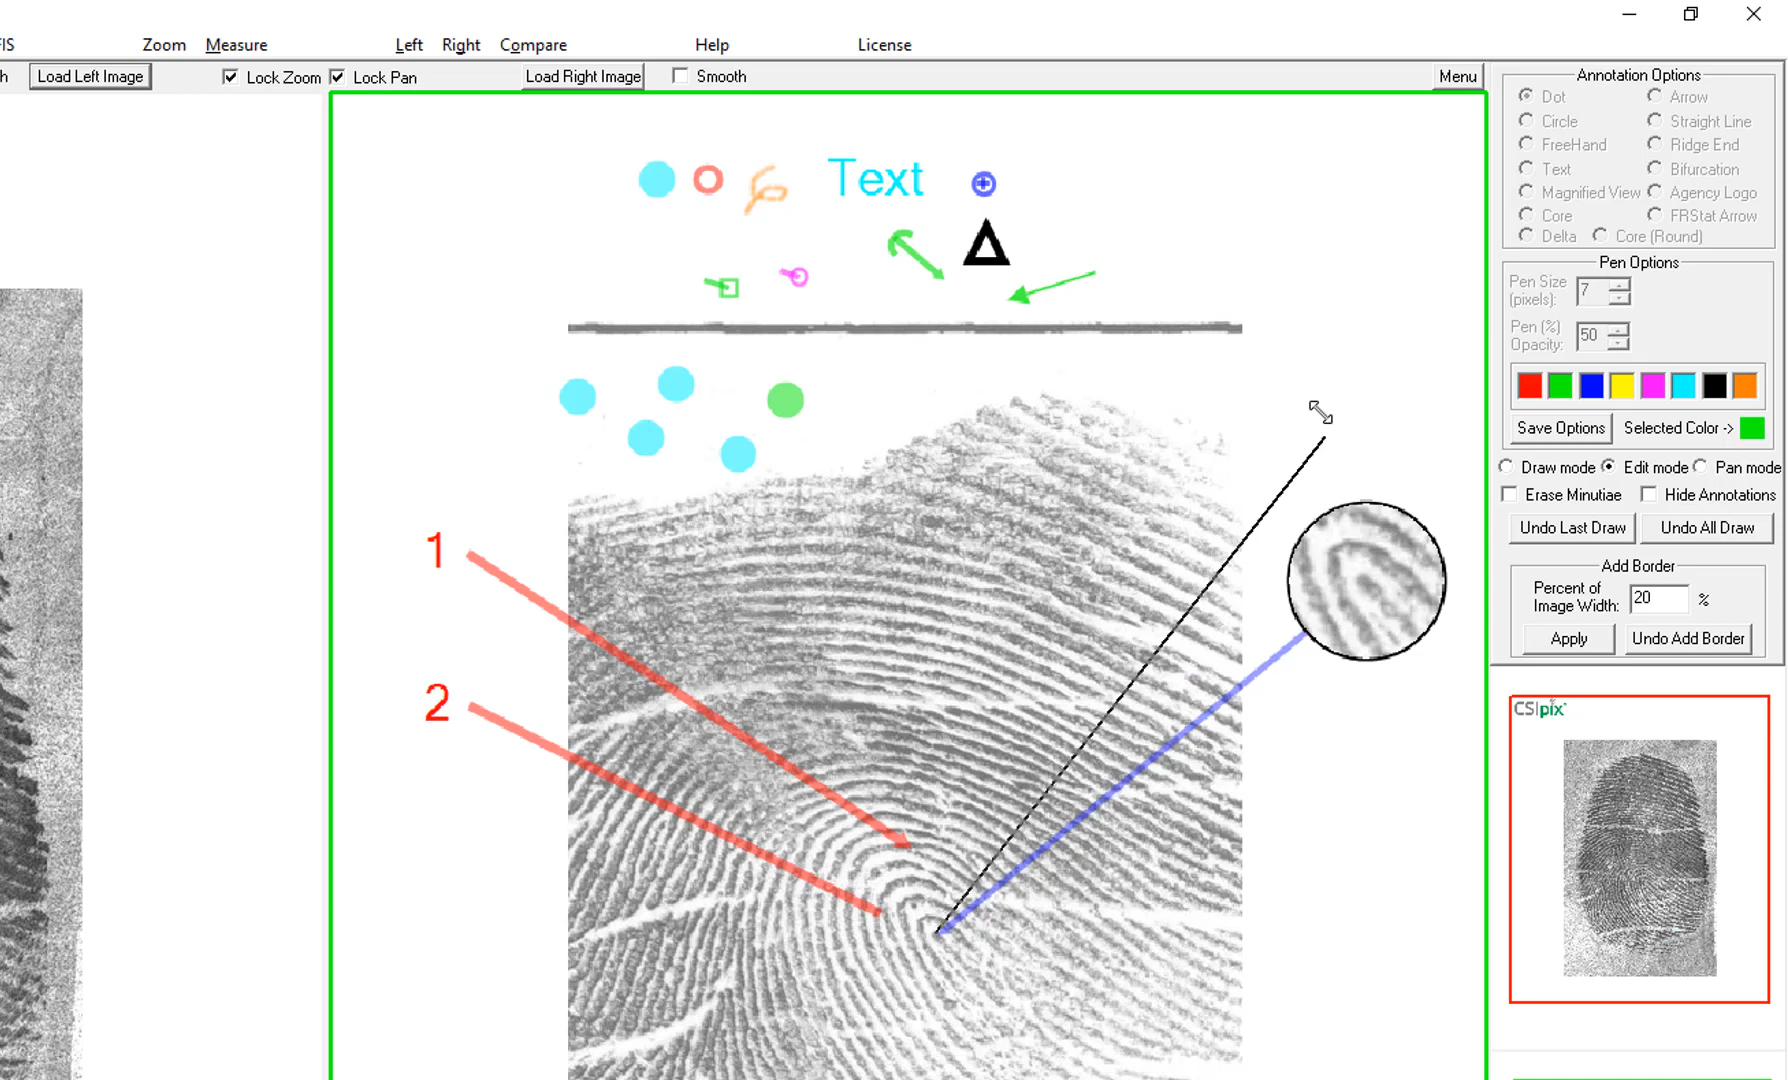 FIS Zoom Measure Left Right Compare Help License
h Load Left Image Lock Zoom Lock Pan Load Right Image Smooth Menu
Annotation Options
Dot Arrow
Circle Straight Line
FreeHand Ridge End
Text Bifurcation
Magnified View Agency Logo
Core FRStat Arrow
Delta Core (Round)
Pen Options
Pen Size
(pixels): 7
Pen (%)
Opacity: 50
Save Options Selected Color ->
Draw mode Edit mode Pan mode
Erase Minutiae Hide Annotations
Undo Last Draw Undo All Draw
Add Border
Percent of
Image Width: 20 %
Apply Undo Add Border
CSIpix
Text
Δ
1
2